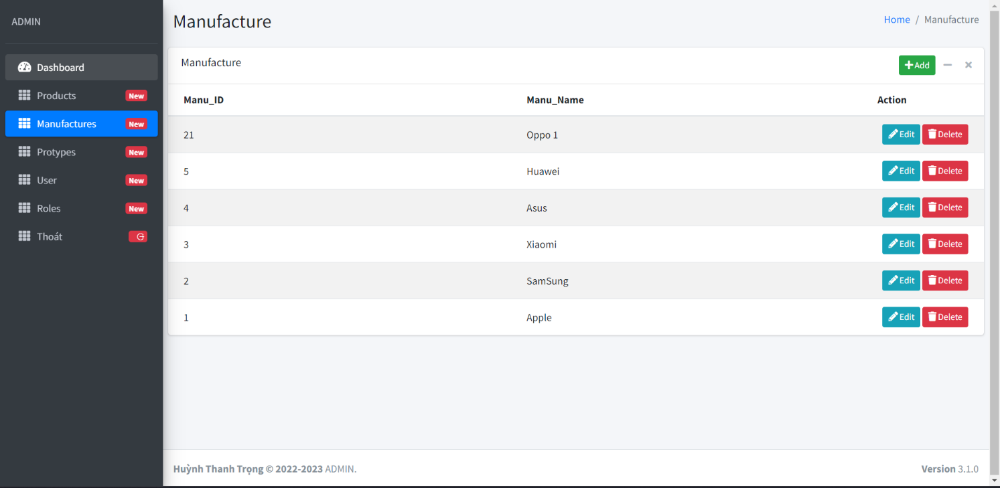 ADMIN
Dashboard
Products New
Manufactures New
Protypes New
User New
Roles New
Thoát
Manufacture
Home / Manufacture
Manufacture
Add
Manu_ID Manu_Name Action
21 Oppo 1 Edit Delete
5 Huawei Edit Delete
4 Asus Edit Delete
3 Xiaomi Edit Delete
2 SamSung Edit Delete
1 Apple Edit Delete
Huỳnh Thanh Trọng © 2022-2023 ADMIN.
Version 3.1.0